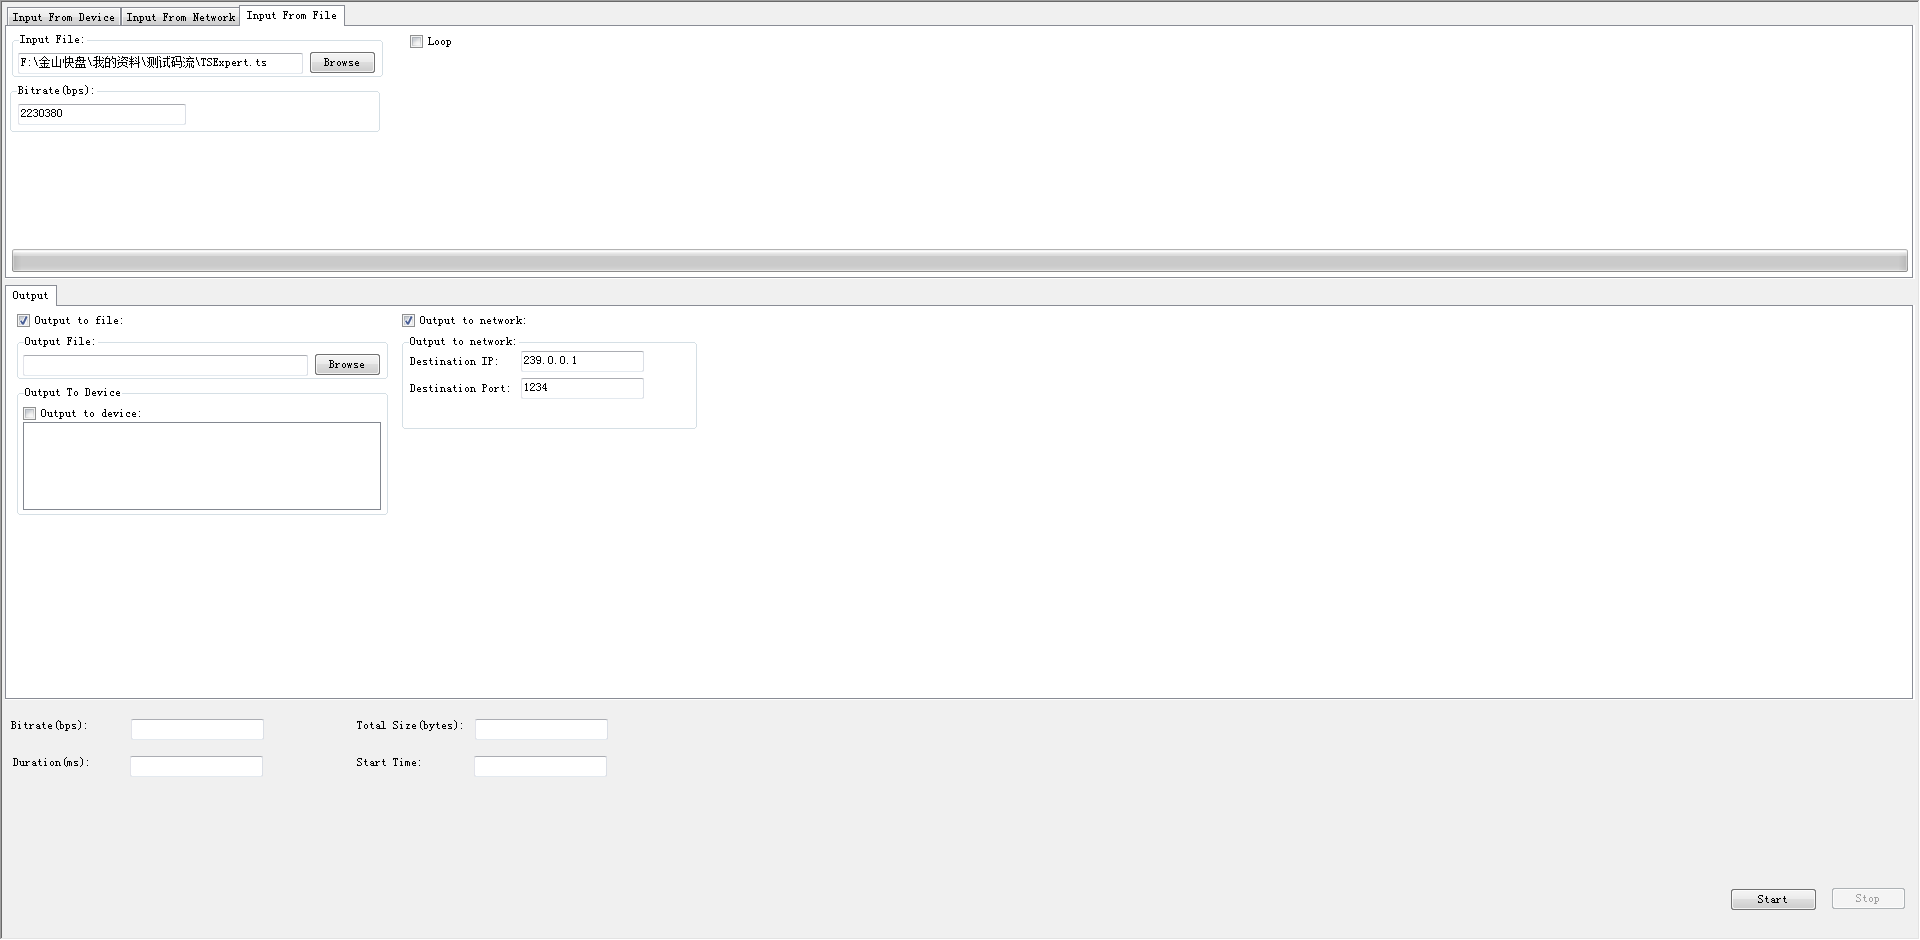 Input From Device Input From Network Input From File
Input File:
Loop
F:\金山快盘\我的资料\测试码流\TSExpert.ts Browse
Bitrate(bps):
2230380
Output
Output to file:
Output File:
Browse
Output To Device
Output to device:
Output to network:
Output to network:
Destination IP: 239.0.0.1
Destination Port: 1234
Bitrate(bps): Total Size(bytes):
Duration(ms): Start Time:
Start Stop